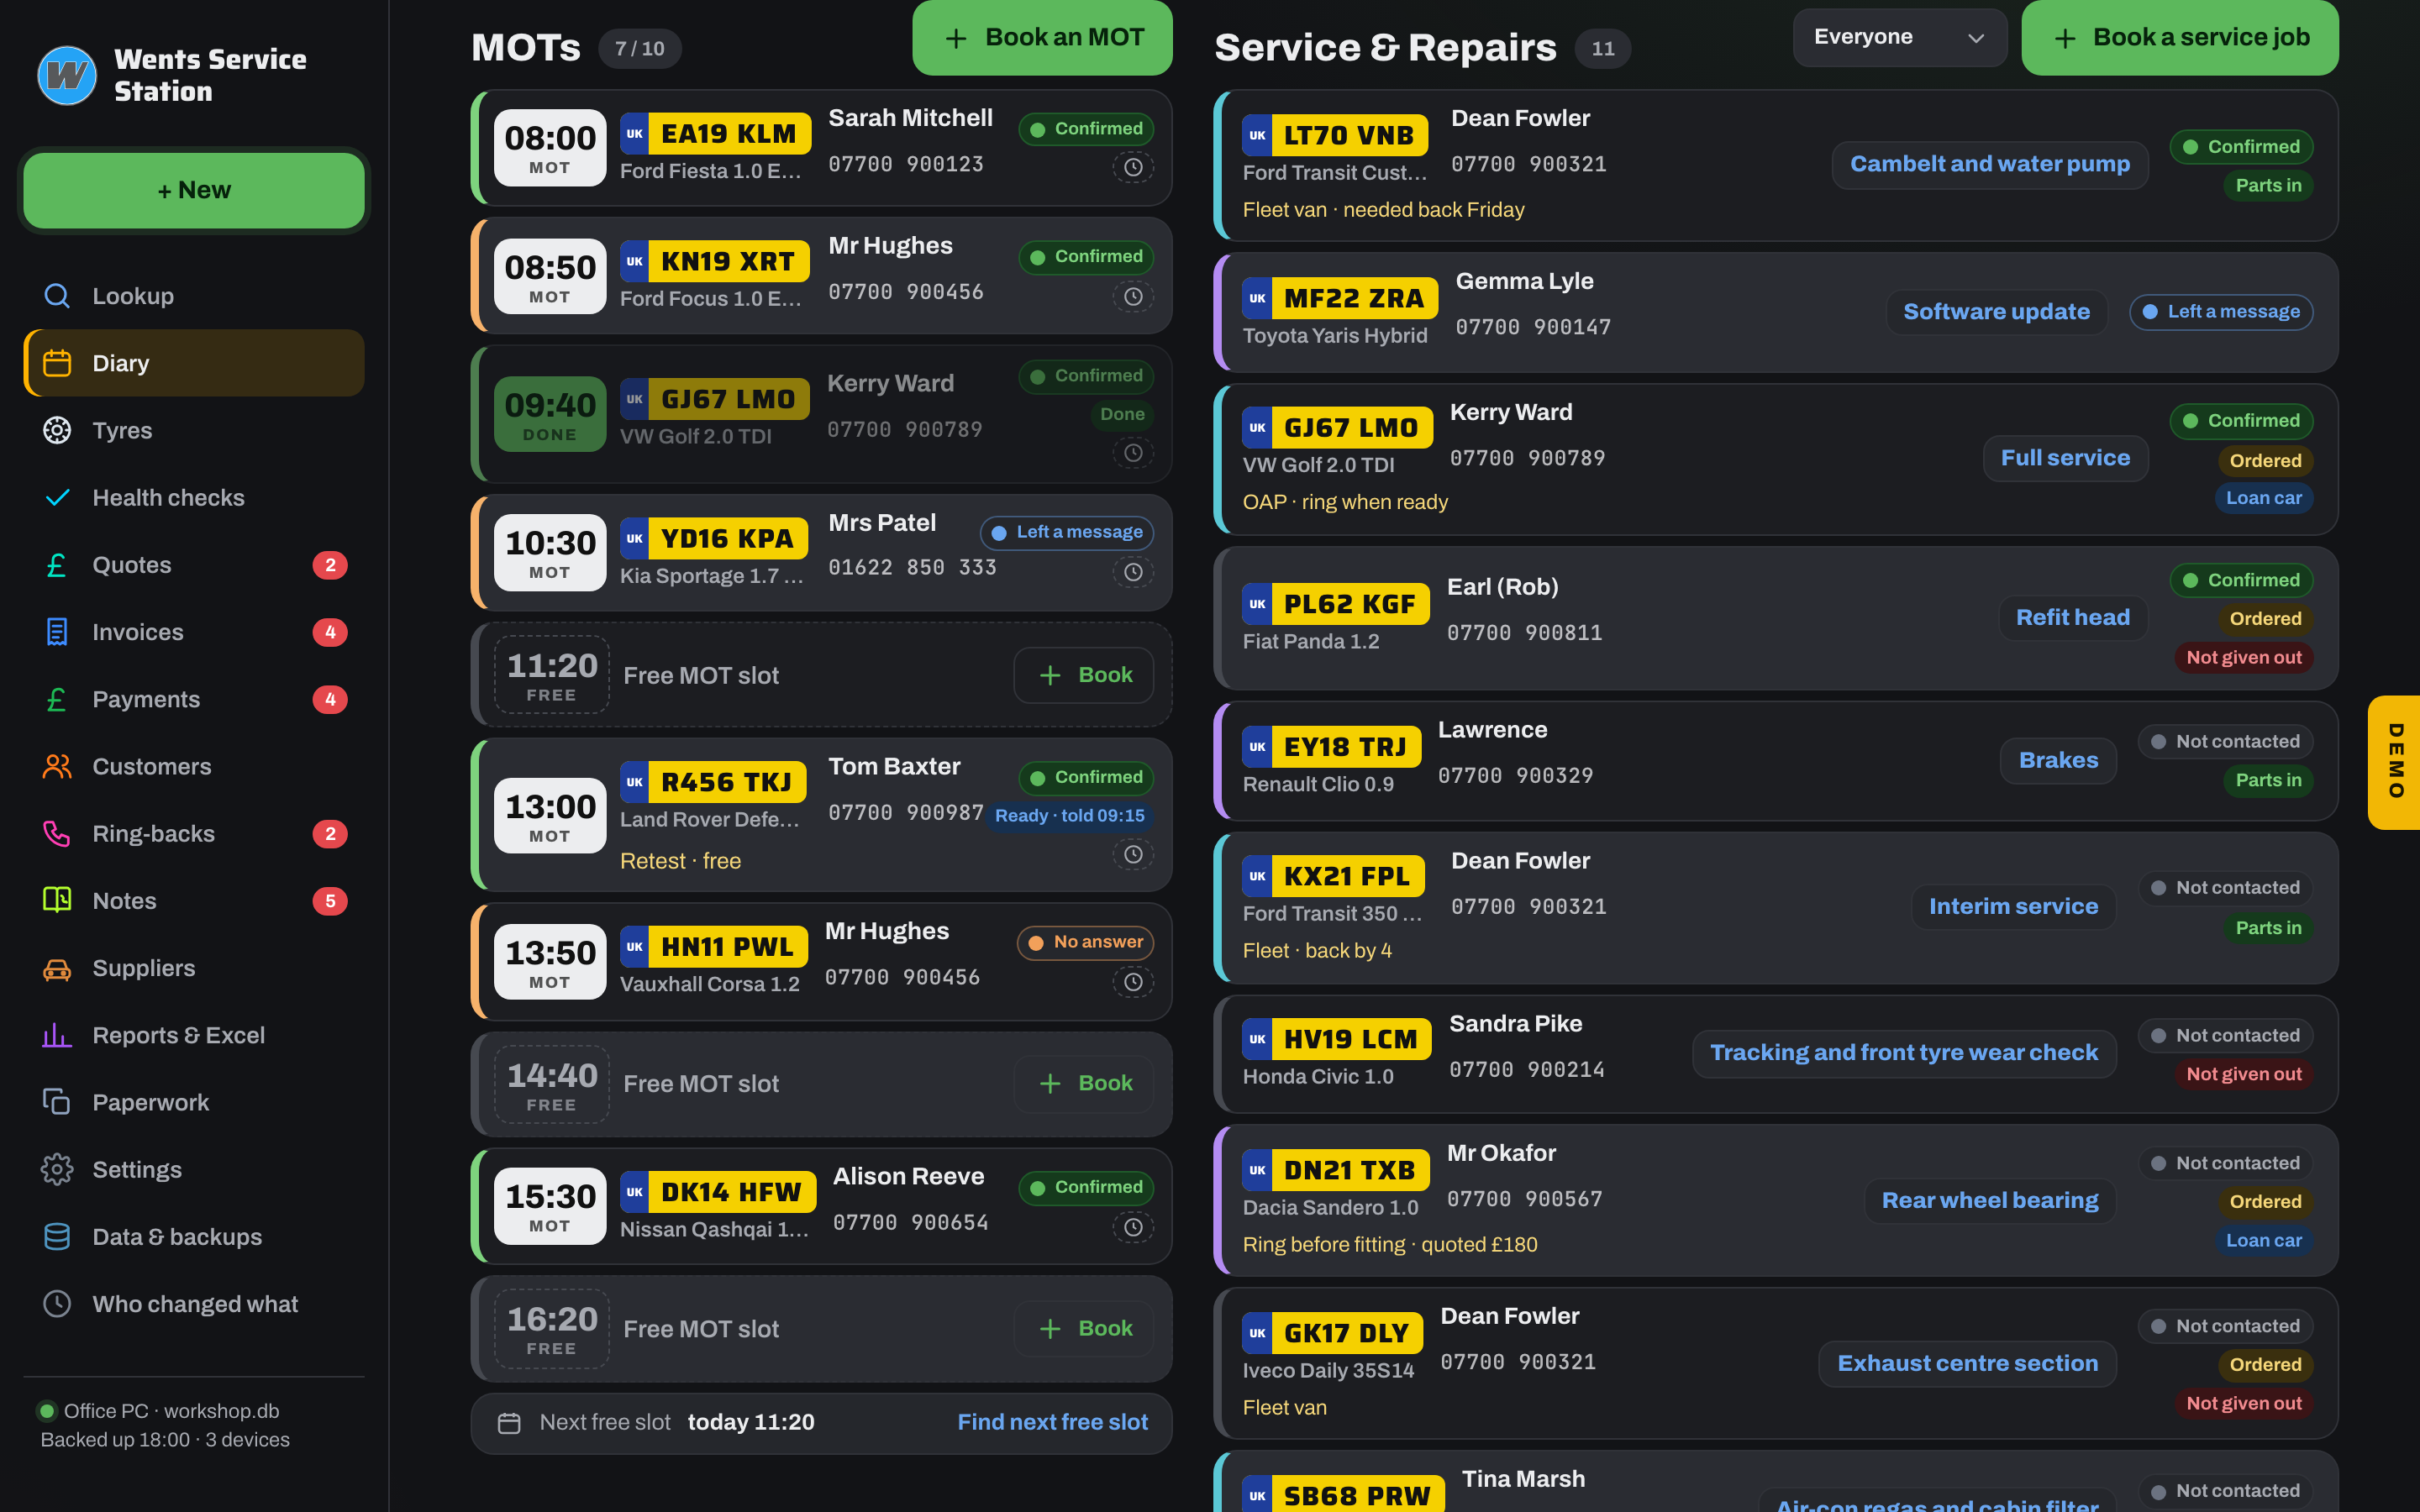 Wents Service
Station
+ New
Lookup
Diary
Tyres
Health checks
Quotes 2
Invoices 4
Payments 4
Customers
Ring-backs 2
Notes 5
Suppliers
Reports & Excel
Paperwork
Settings
Data & backups
Who changed what
Office PC · workshop.db
Backed up 18:00 · 3 devices
MOTs 7 / 10
+ Book an MOT
08:00 MOT
UK EA19 KLM
Ford Fiesta 1.0 E...
Sarah Mitchell
07700 900123
Confirmed
08:50 MOT
UK KN19 XRT
Ford Focus 1.0 E...
Mr Hughes
07700 900456
Confirmed
09:40 DONE
UK GJ67 LMO
VW Golf 2.0 TDI
Kerry Ward
07700 900789
Confirmed
Done
10:30 MOT
UK YD16 KPA
Kia Sportage 1.7 ...
Mrs Patel
01622 850 333
Left a message
11:20 FREE
Free MOT slot
+ Book
13:00 MOT
UK R456 TKJ
Land Rover Defe...
Retest · free
Tom Baxter
07700 900987
Confirmed
Ready · told 09:15
13:50 MOT
UK HN11 PWL
Vauxhall Corsa 1.2
Mr Hughes
07700 900456
No answer
14:40 FREE
Free MOT slot
+ Book
15:30 MOT
UK DK14 HFW
Nissan Qashqai 1...
Alison Reeve
07700 900654
Confirmed
16:20 FREE
Free MOT slot
+ Book
Next free slot today 11:20
Find next free slot
Service & Repairs 11
Everyone
+ Book a service job
UK LT70 VNB
Ford Transit Cust...
Fleet van · needed back Friday
Dean Fowler
07700 900321
Cambelt and water pump
Confirmed
Parts in
UK MF22 ZRA
Toyota Yaris Hybrid
Gemma Lyle
07700 900147
Software update
Left a message
UK GJ67 LMO
VW Golf 2.0 TDI
OAP · ring when ready
Kerry Ward
07700 900789
Full service
Confirmed
Ordered
Loan car
UK PL62 KGF
Fiat Panda 1.2
Earl (Rob)
07700 900811
Refit head
Confirmed
Ordered
Not given out
UK EY18 TRJ
Renault Clio 0.9
Lawrence
07700 900329
Brakes
Not contacted
Parts in
UK KX21 FPL
Ford Transit 350 ...
Fleet · back by 4
Dean Fowler
07700 900321
Interim service
Not contacted
Parts in
UK HV19 LCM
Honda Civic 1.0
Sandra Pike
07700 900214
Tracking and front tyre wear check
Not contacted
Not given out
UK DN21 TXB
Dacia Sandero 1.0
Ring before fitting · quoted £180
Mr Okafor
07700 900567
Rear wheel bearing
Not contacted
Ordered
Loan car
UK GK17 DLY
Iveco Daily 35S14
Fleet van
Dean Fowler
07700 900321
Exhaust centre section
Not contacted
Ordered
Not given out
UK SB68 PRW
Tina Marsh
Air-con regas and cabin filter
Not contacted
DEMO